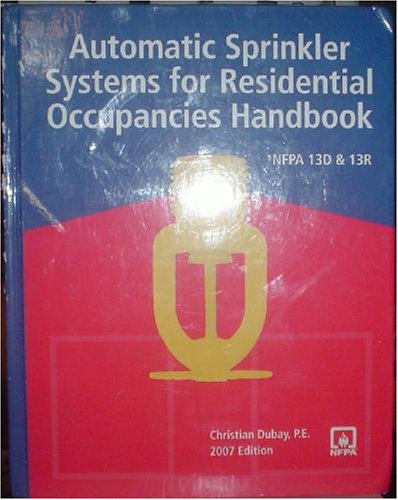 Automatic Sprinkler
Systems for Residential
Occupancies Handbook
NFPA 13D & 13R
Christian Dubay, P.E.
2007 Edition
NFPA